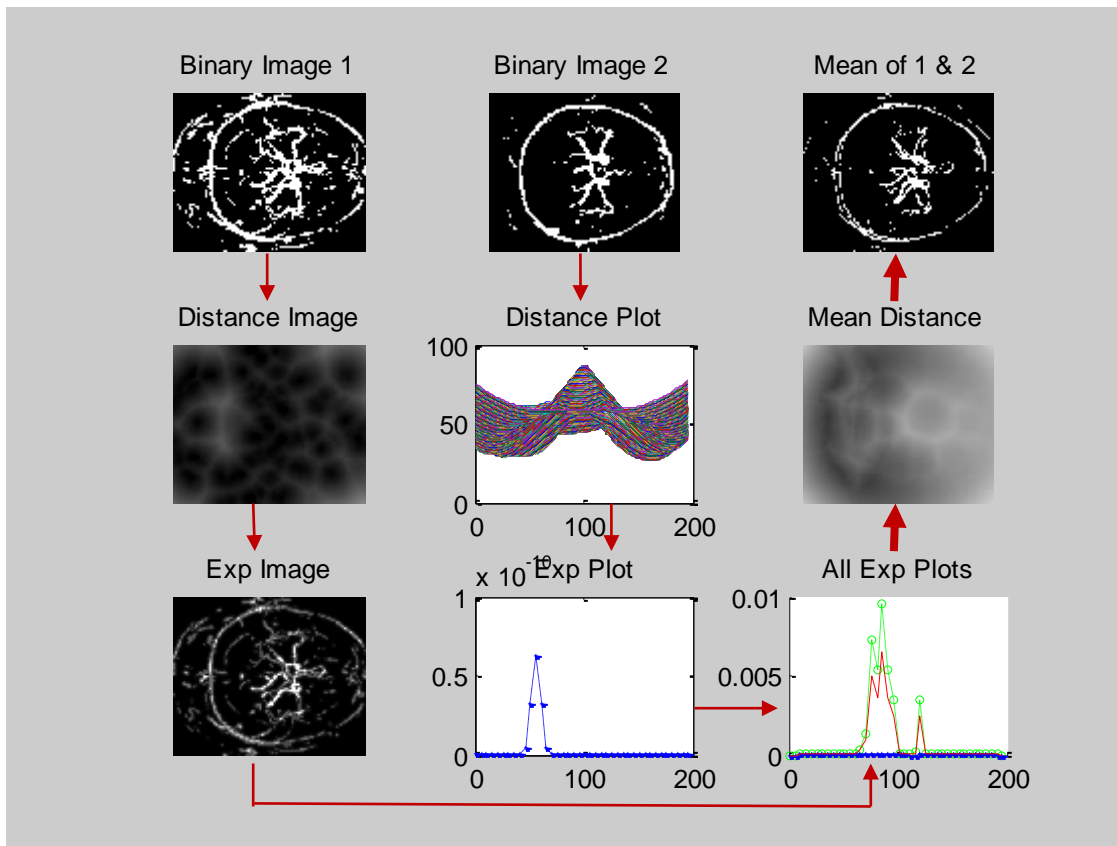 Binary Image 1
Binary Image 2
Mean of 1 & 2
Distance Image
Distance Plot
Mean Distance
100
50
0
0 100 200
Exp Image
x 10
Exp Plot
All Exp Plots
1
0.5
0
0 100 200
0.01
0.005
0
0 100 200